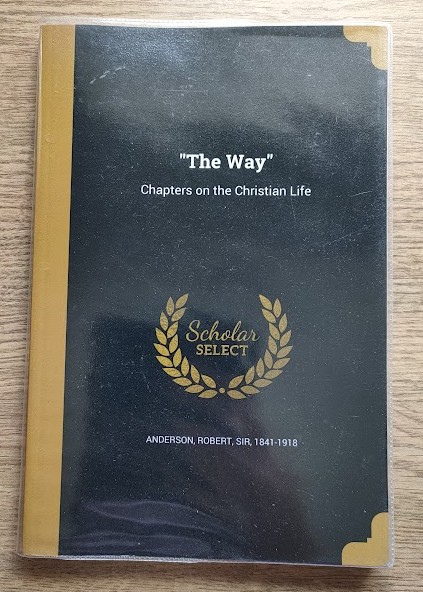 "The Way"
Chapters on the Christian Life
Scholar
SELECT
ANDERSON, ROBERT, SIR, 1841-1918